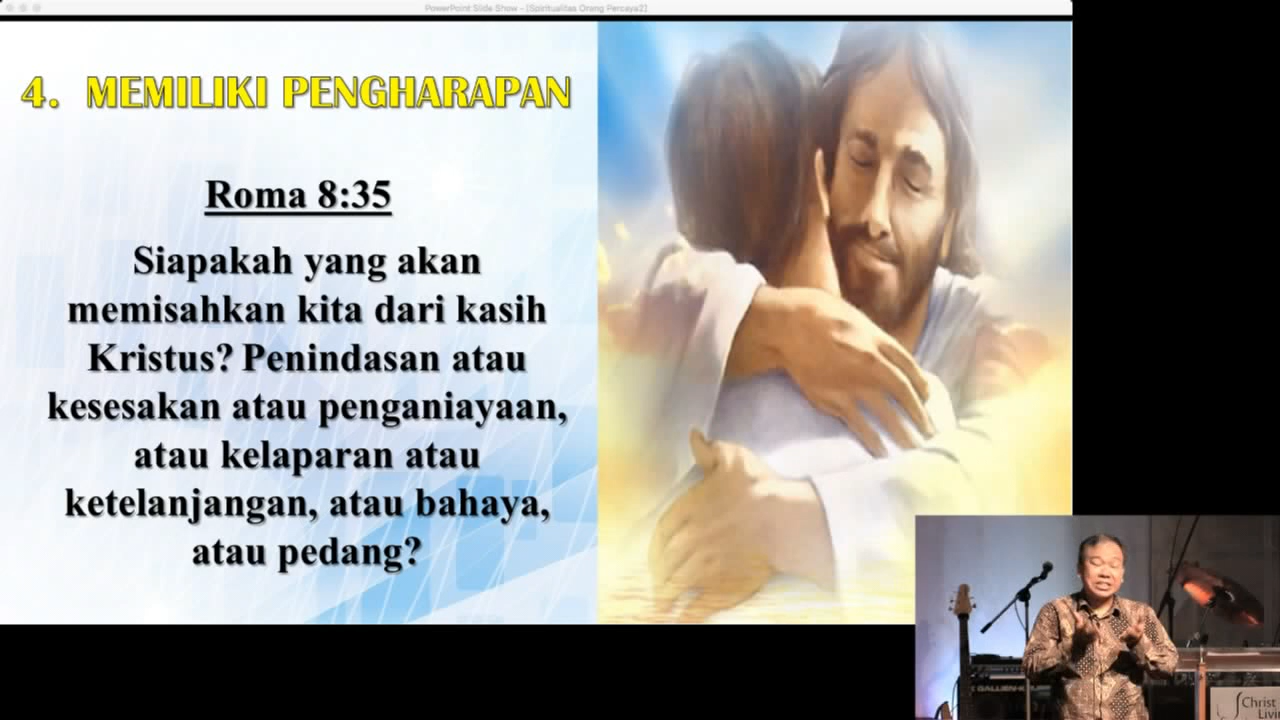 PowerPoint Slide Show - [Spiritualitas Orang Percaya2]
4. MEMILIKI PENGHARAPAN
Roma 8:35
Siapakah yang akan
memisahkan kita dari kasih
Kristus? Penindasan atau
kesesakan atau penganiayaan,
atau kelaparan atau
ketelanjangan, atau bahaya,
atau pedang?
Christ
Livin